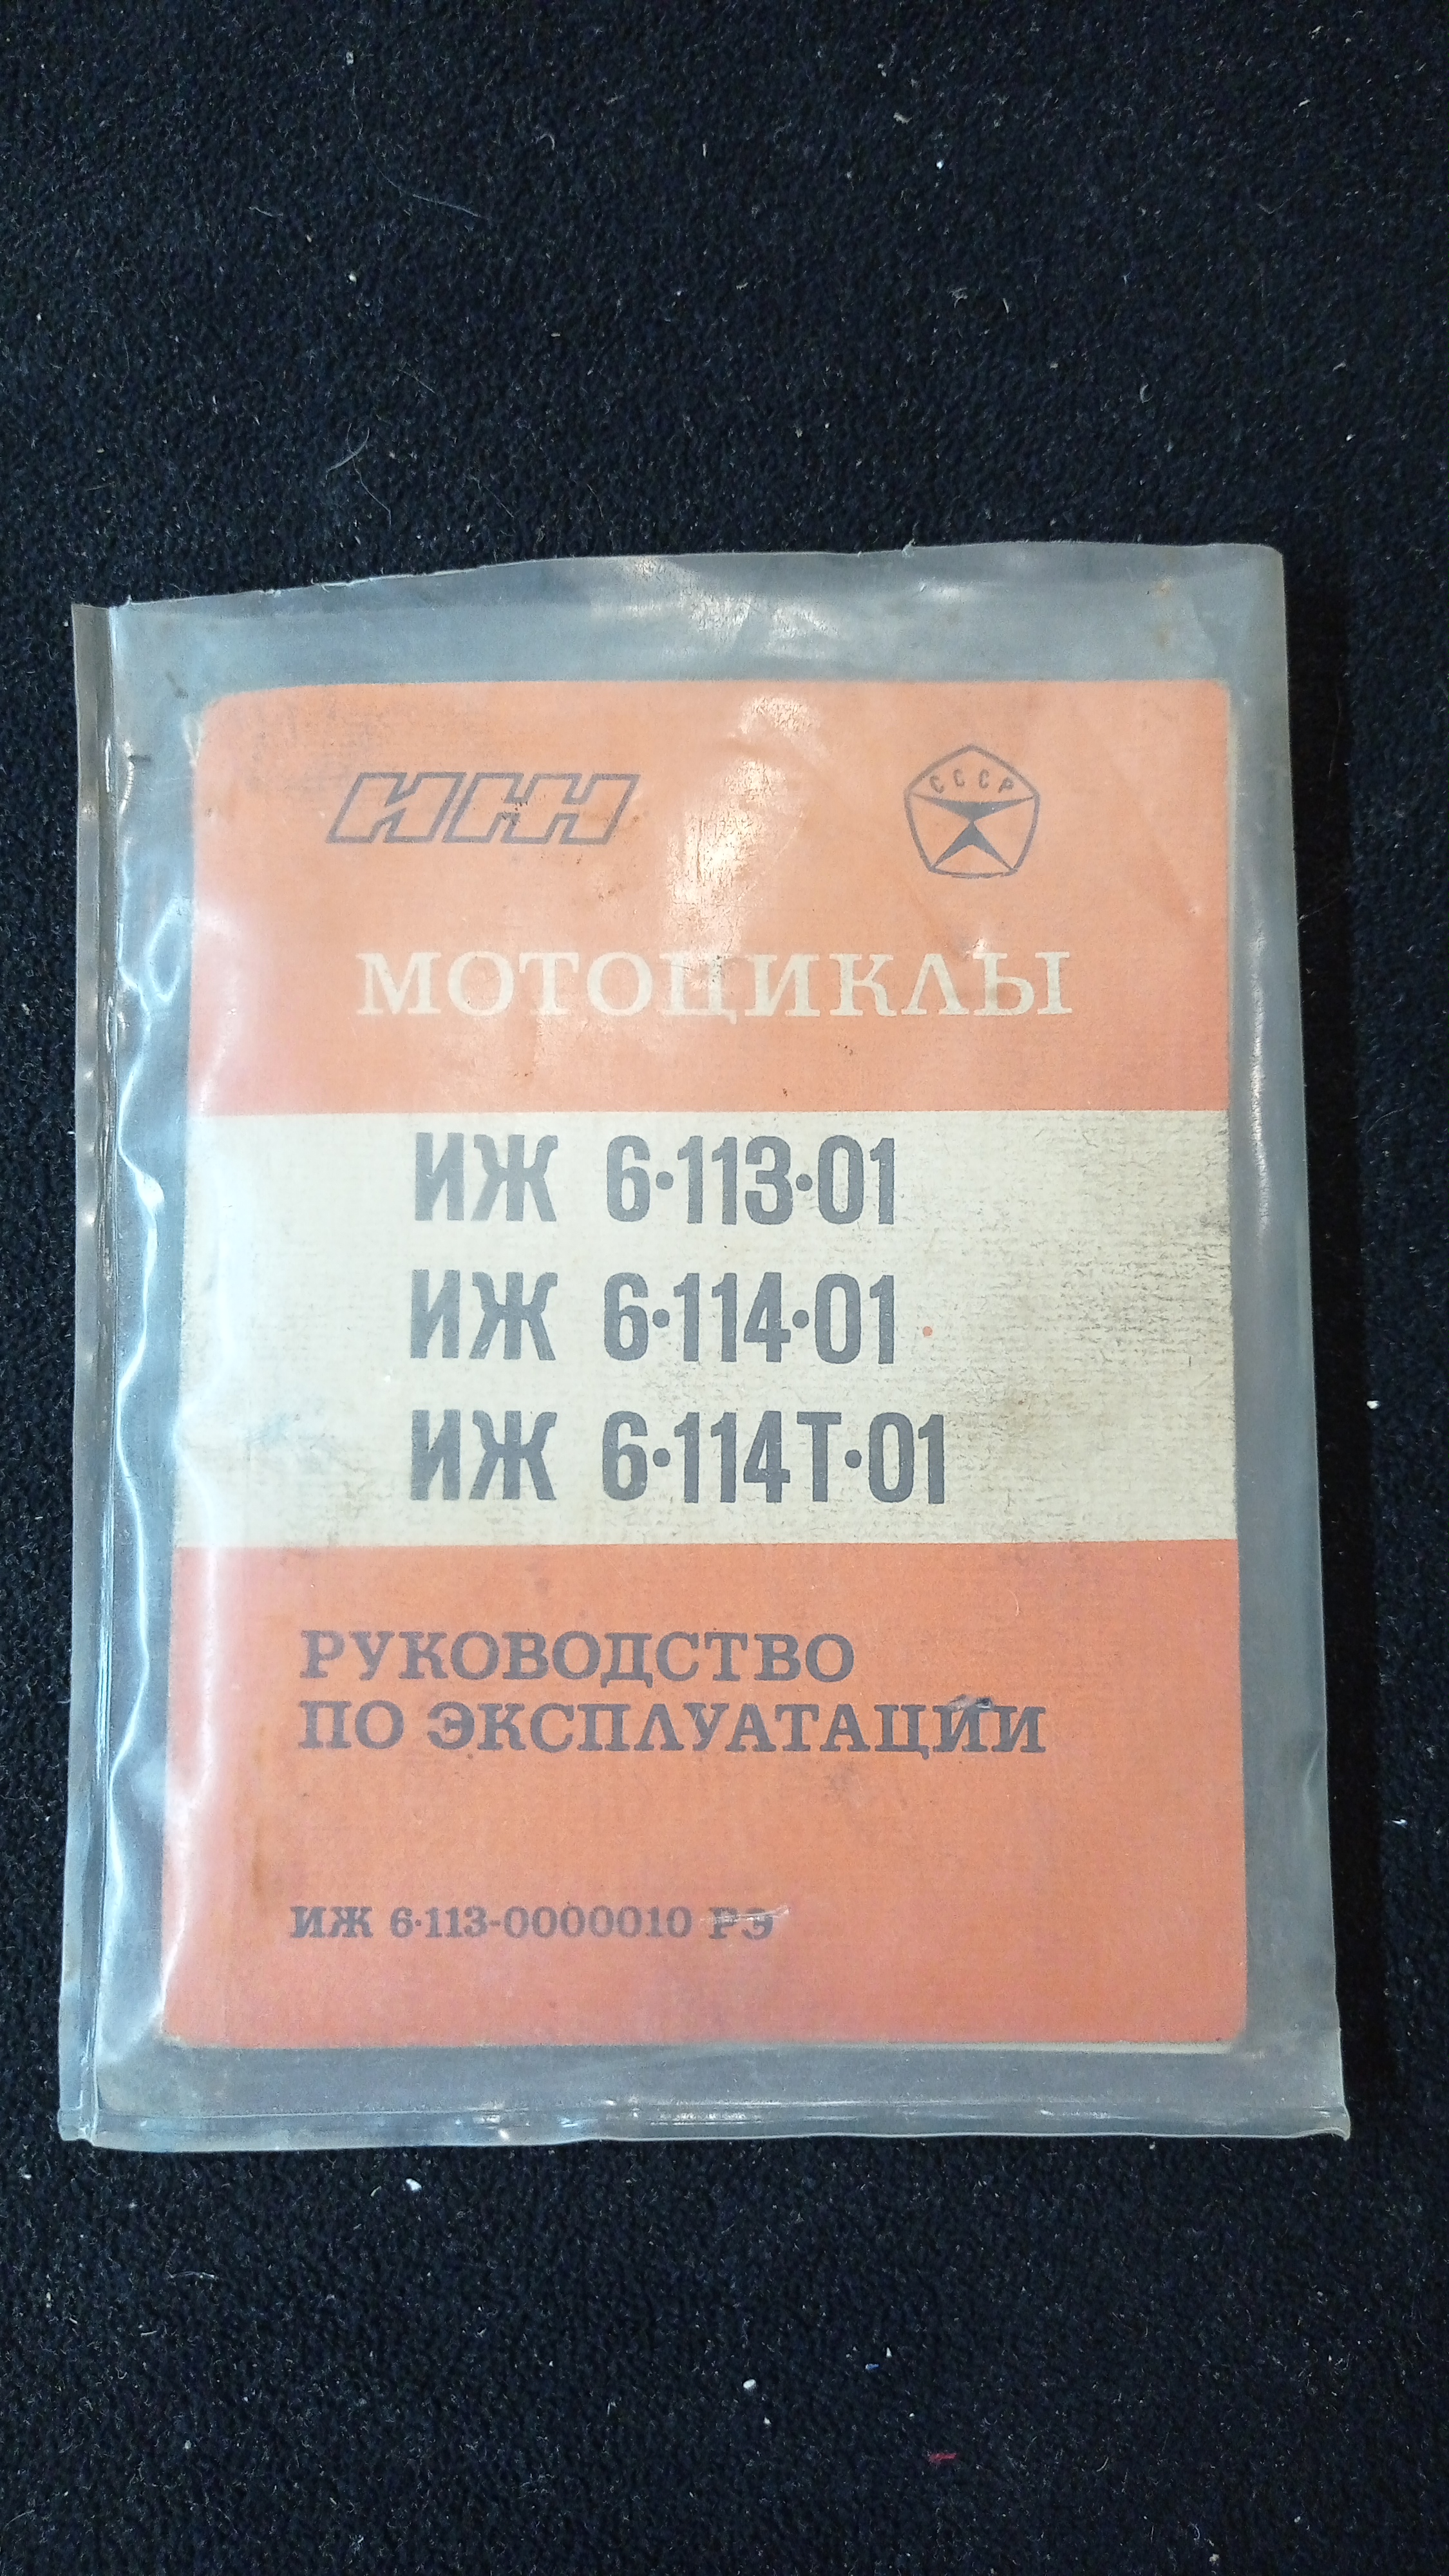 ИЖ
СССР
МОТОЦИКЛЫ
ИЖ 6·113·01
ИЖ 6·114·01
ИЖ 6·114Т·01
РУКОВОДСТВО
ПО ЭКСПЛУАТАЦИИ
ИЖ 6·113-0000010 РЭ